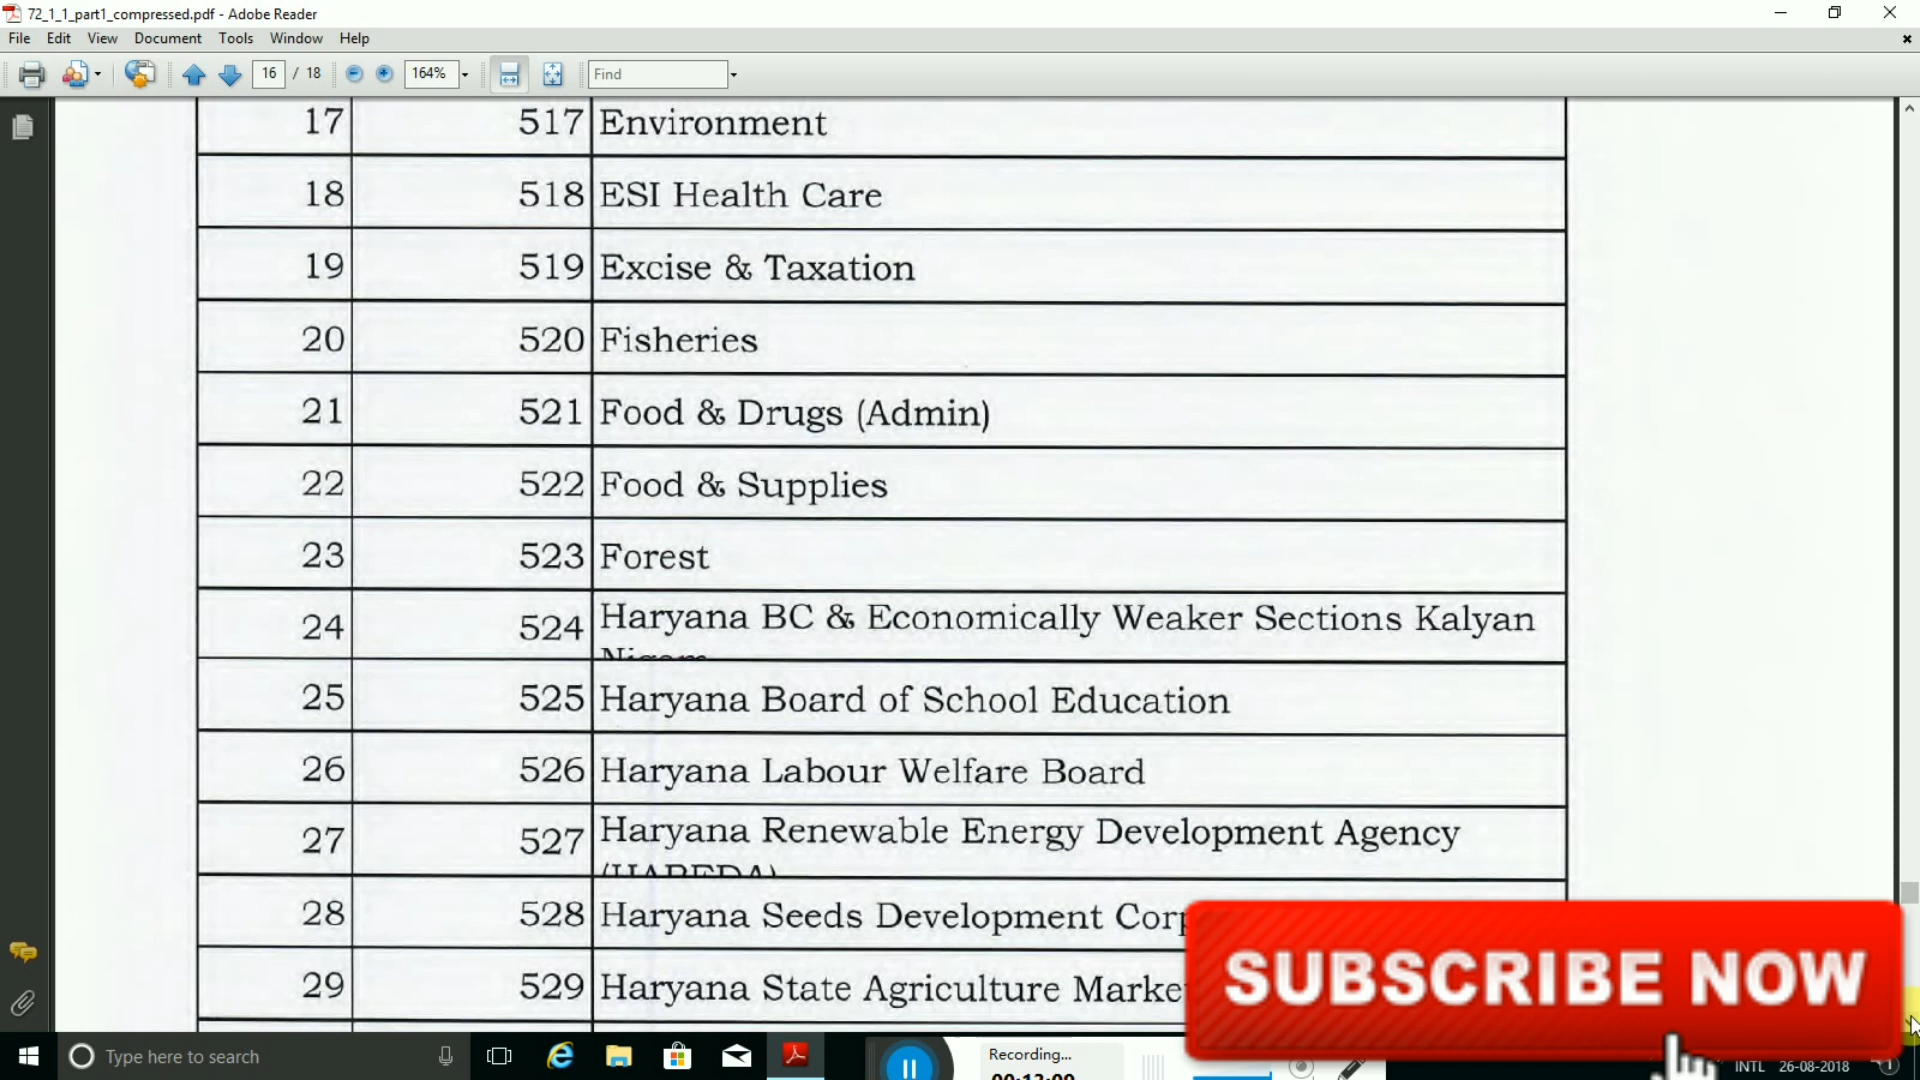 72_1_1_part1_compressed.pdf - Adobe Reader
File Edit View Document Tools Window Help
16 / 18 164% Find
17 517 Environment
18 518 ESI Health Care
19 519 Excise & Taxation
20 520 Fisheries
21 521 Food & Drugs (Admin)
22 522 Food & Supplies
23 523 Forest
24 524 Haryana BC & Economically Weaker Sections Kalyan
25 525 Haryana Board of School Education
26 526 Haryana Labour Welfare Board
27 527 Haryana Renewable Energy Development Agency
28 528 Haryana Seeds Development Corp
29 529 Haryana State Agriculture Marke
SUBSCRIBE NOW
Type here to search
Recording...
INTL 26-08-2018